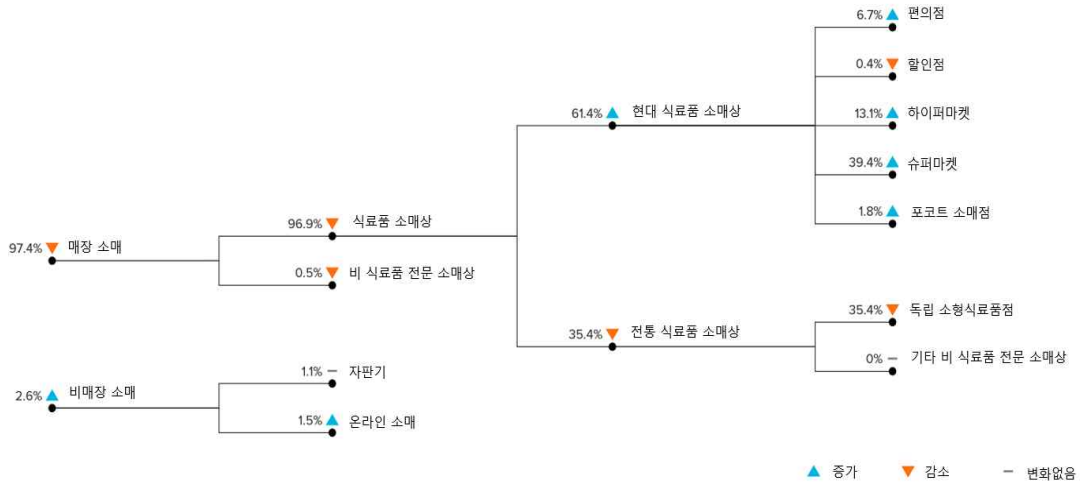 6.7% ▲ 편의점
0.4% ▼ 할인점
61.4% ▲ 현대 식료품 소매상
13.1% ▲ 하이퍼마켓
39.4% ▲ 슈퍼마켓
1.8% ▲ 포코트 소매점
96.9% ▼ 식료품 소매상
97.4% ▼ 매장 소매
0.5% ▼ 비 식료품 전문 소매상
35.4% ▼ 전통 식료품 소매상
35.4% ▼ 독립 소형식료품점
0% – 기타 비 식료품 전문 소매상
1.1% – 자판기
2.6% ▲ 비매장 소매
1.5% ▲ 온라인 소매
▲ 증가 ▼ 감소 – 변화없음